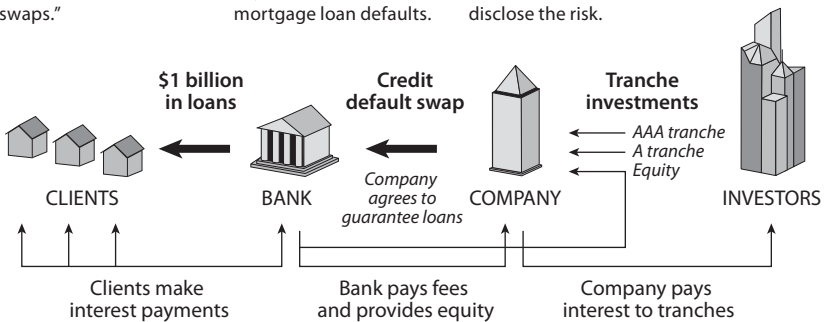 swaps.”
mortgage loan defaults.
disclose the risk.
$1 billion
in loans
Credit
default swap
Tranche
investments
AAA tranche
A tranche
Equity
Company
agrees to
guarantee loans
CLIENTS
BANK
COMPANY
INVESTORS
Clients make
interest payments
Bank pays fees
and provides equity
Company pays
interest to tranches